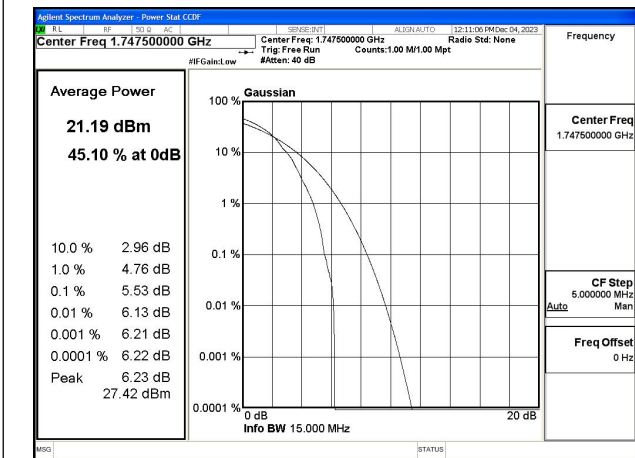 Agilent Spectrum Analyzer - Power Stat CCDF
RL RF 50 Ω AC SENSE:INT ALIGN AUTO 12:11:06 PM Dec 04, 2023
Center Freq 1.747500000 GHz
Center Freq: 1.747500000 GHz Radio Std: None
Trig: Free Run Counts:1.00 M/1.00 Mpt
#IFGain:Low #Atten: 40 dB
Frequency
Average Power
21.19 dBm
45.10 % at 0dB
10.0 % 2.96 dB
1.0 % 4.76 dB
0.1 % 5.53 dB
0.01 % 6.13 dB
0.001 % 6.21 dB
0.0001 % 6.22 dB
Peak 6.23 dB
27.42 dBm
Gaussian
100 %
10 %
1 %
0.1 %
0.01 %
0.001 %
0.0001 %
0 dB 20 dB
Info BW 15.000 MHz
Center Freq
1.747500000 GHz
CF Step
5.000000 MHz
Auto Man
Freq Offset
0 Hz
MSG STATUS